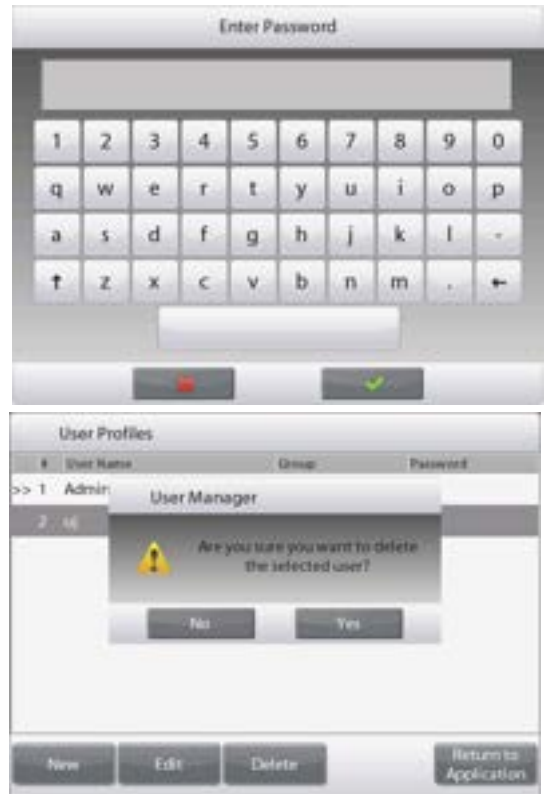 Enter Password
1 2 3 4 5 6 7 8 9 0
q w e r t y u i o p
a s d f g h j k l -
↑ z x c v b n m . ←
User Profiles
# User Name Group Password
>> 1 Admin
2
User Manager
Are you sure you want to delete
the selected user?
No Yes
New Edit Delete Return to
Application